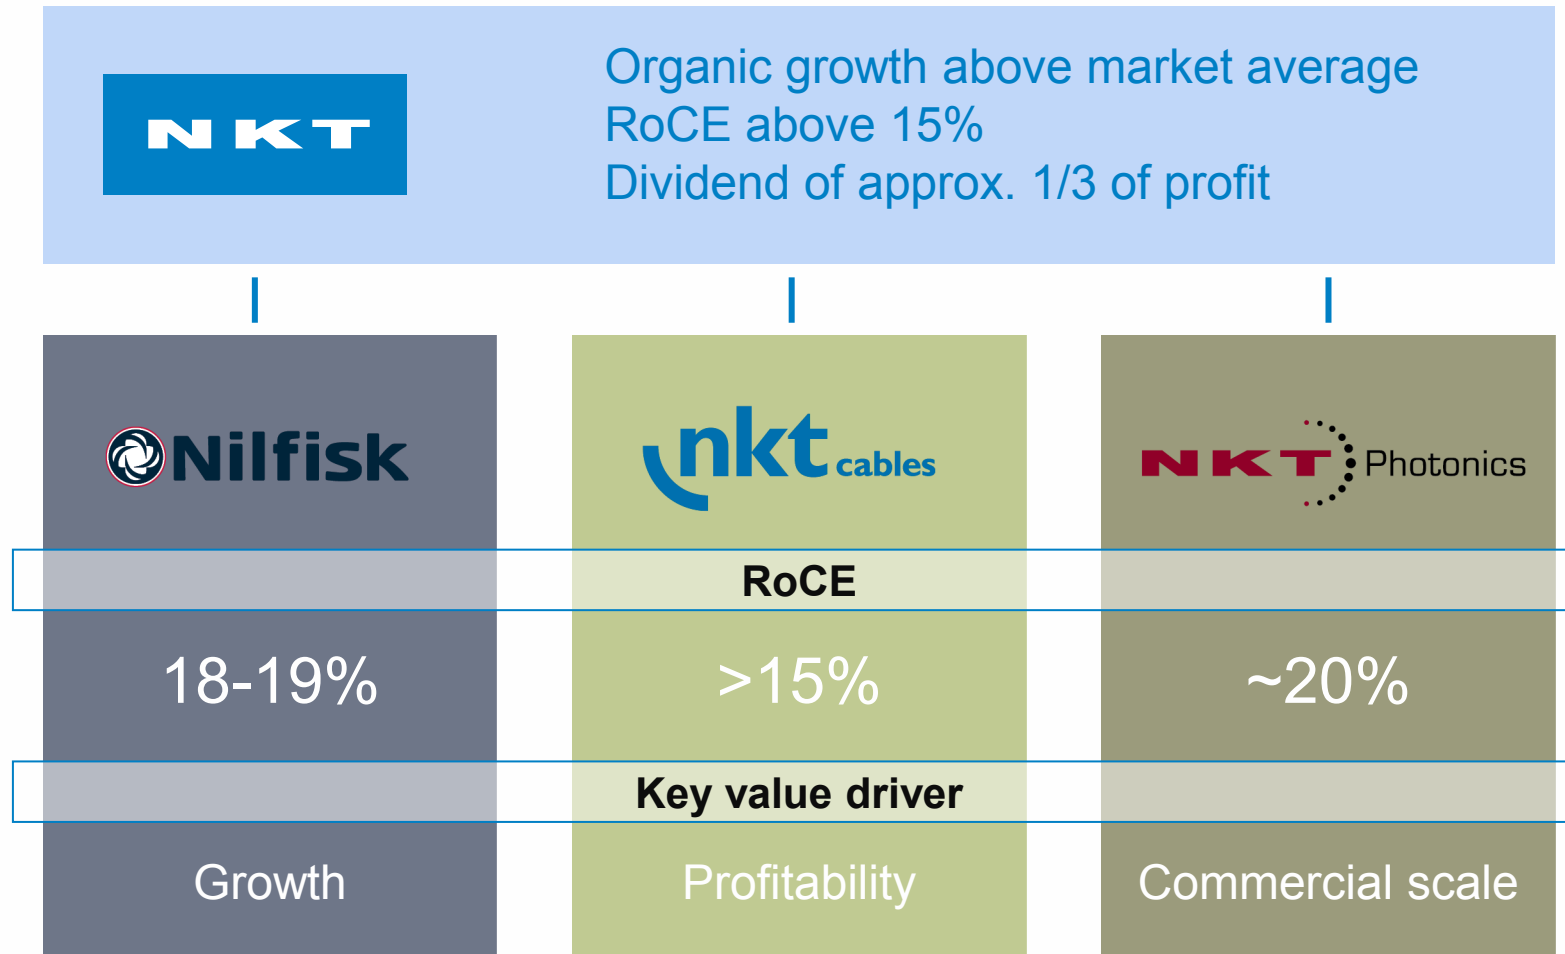 NKT
Organic growth above market average
RoCE above 15%
Dividend of approx. 1/3 of profit
Nilfisk
nkt cables
NKT Photonics
RoCE
18-19%
>15%
~20%
Key value driver
Growth
Profitability
Commercial scale